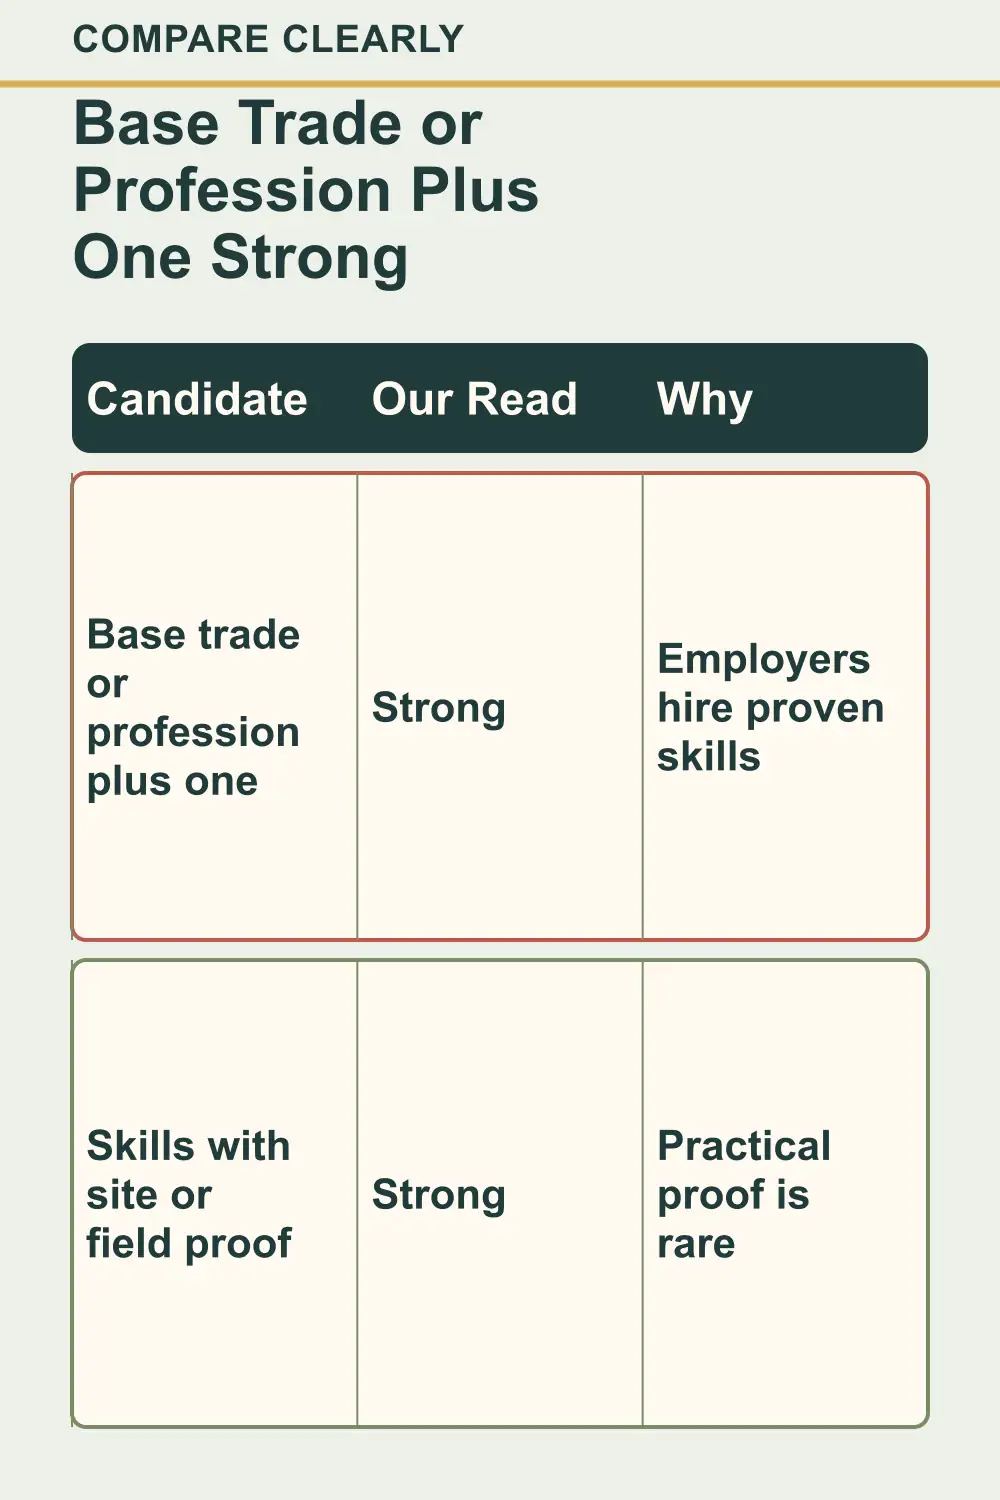 COMPARE CLEARLY
Base Trade or
Profession Plus
One Strong
Candidate Our Read Why
Base trade
or
profession
plus one
Strong
Employers
hire proven
skills
Skills with
site or
field proof
Strong
Practical
proof is
rare